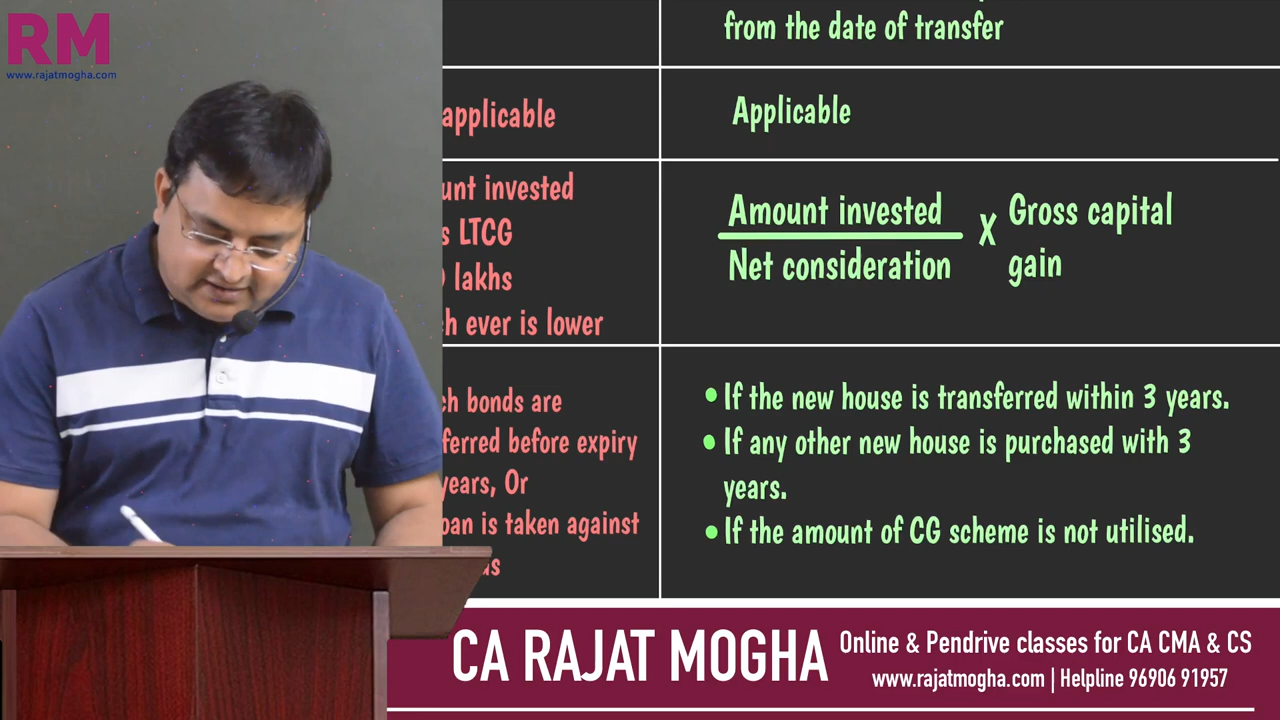 RM
www.rajatmogha.com
from the date of transfer
applicable
Applicable
invested
LTCG
lakhs
ever is lower
Amount invested
Net consideration
X
Gross capital
gain
bonds are
before expiry
years, Or
is taken against
• If the new house is transferred within 3 years.
• If any other new house is purchased with 3
years.
• If the amount of CG scheme is not utilised.
CA RAJAT MOGHA
Online & Pendrive classes for CA CMA & CS
www.rajatmogha.com | Helpline 96906 91957